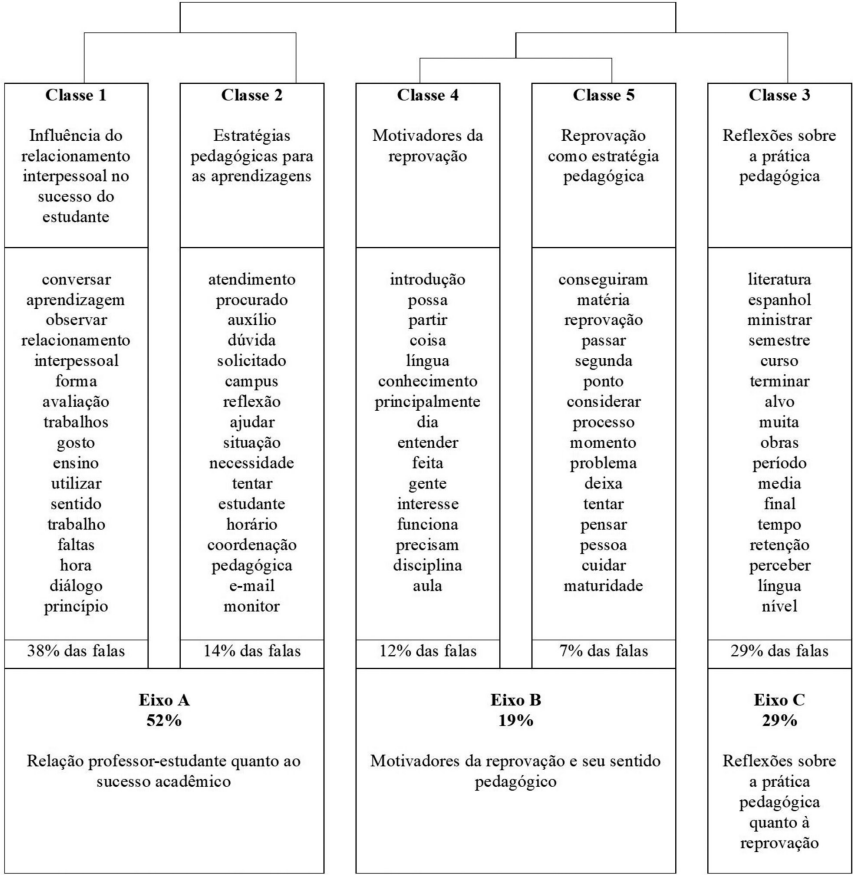 Classe 1
Influência do
relacionamento
interpessoal no
sucesso do
estudante
conversar
aprendizagem
observar
relacionamento
interpessoal
forma
avaliação
trabalhos
gosto
ensino
utilizar
sentido
trabalho
faltas
hora
diálogo
princípio
38% das falas
Classe 2
Estratégias
pedagógicas para
as aprendizagens
atendimento
procurado
auxílio
dúvida
solicitado
campus
reflexão
ajudar
situação
necessidade
tentar
estudante
horário
coordenação
pedagógica
e-mail
monitor
14% das falas
Eixo A
52%
Relação professor-estudante quanto ao
sucesso acadêmico
Classe 4
Motivadores da
reprovação
introdução
possa
partir
coisa
língua
conhecimento
principalmente
dia
entender
feita
gente
interesse
funciona
precisam
disciplina
aula
12% das falas
Classe 5
Reprovação
como estratégia
pedagógica
conseguiram
matéria
reprovação
passar
segunda
ponto
considerar
processo
momento
problema
deixa
tentar
pensar
pessoa
cuidar
maturidade
7% das falas
Eixo B
19%
Motivadores da reprovação e seu sentido
pedagógico
Classe 3
Reflexões sobre
a prática
pedagógica
literatura
espanhol
ministrar
semestre
curso
terminar
alvo
muita
obras
período
media
final
tempo
retenção
perceber
língua
nível
29% das falas
Eixo C
29%
Reflexões sobre
a prática
pedagógica
quanto à
reprovação